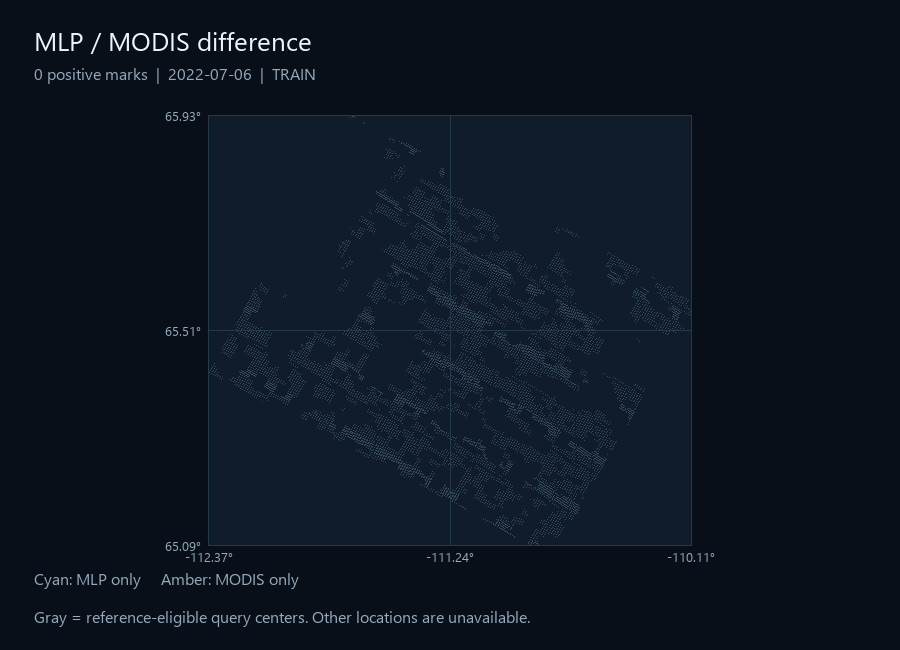 MLP / MODIS difference
0 positive marks | 2022-07-06 | TRAIN
65.93°
65.51°
65.09°
-112.37° -111.24° -110.11°
Cyan: MLP only Amber: MODIS only
Gray = reference-eligible query centers. Other locations are unavailable.